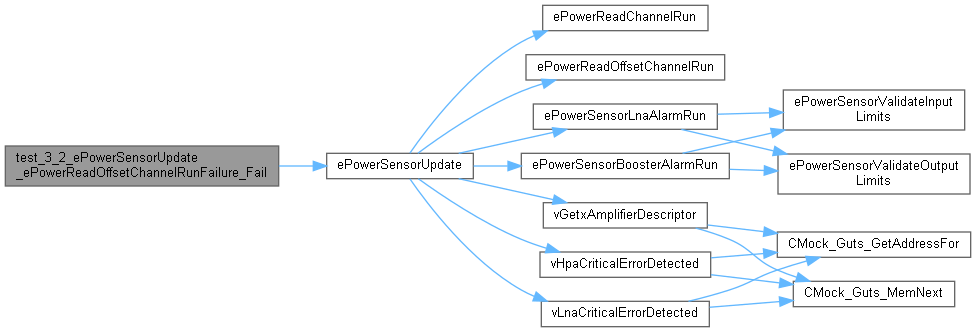 ePowerReadChannelRun
ePowerReadOffsetChannelRun
ePowerSensorLnaAlarmRun
ePowerSensorValidateInput
Limits
test_3_2_ePowerSensorUpdate
_ePowerReadOffsetChannelRunFailure_Fail
ePowerSensorUpdate
ePowerSensorBoosterAlarmRun
ePowerSensorValidateOutput
Limits
vGetxAmplifierDescriptor
CMock_Guts_GetAddressFor
vHpaCriticalErrorDetected
CMock_Guts_MemNext
vLnaCriticalErrorDetected